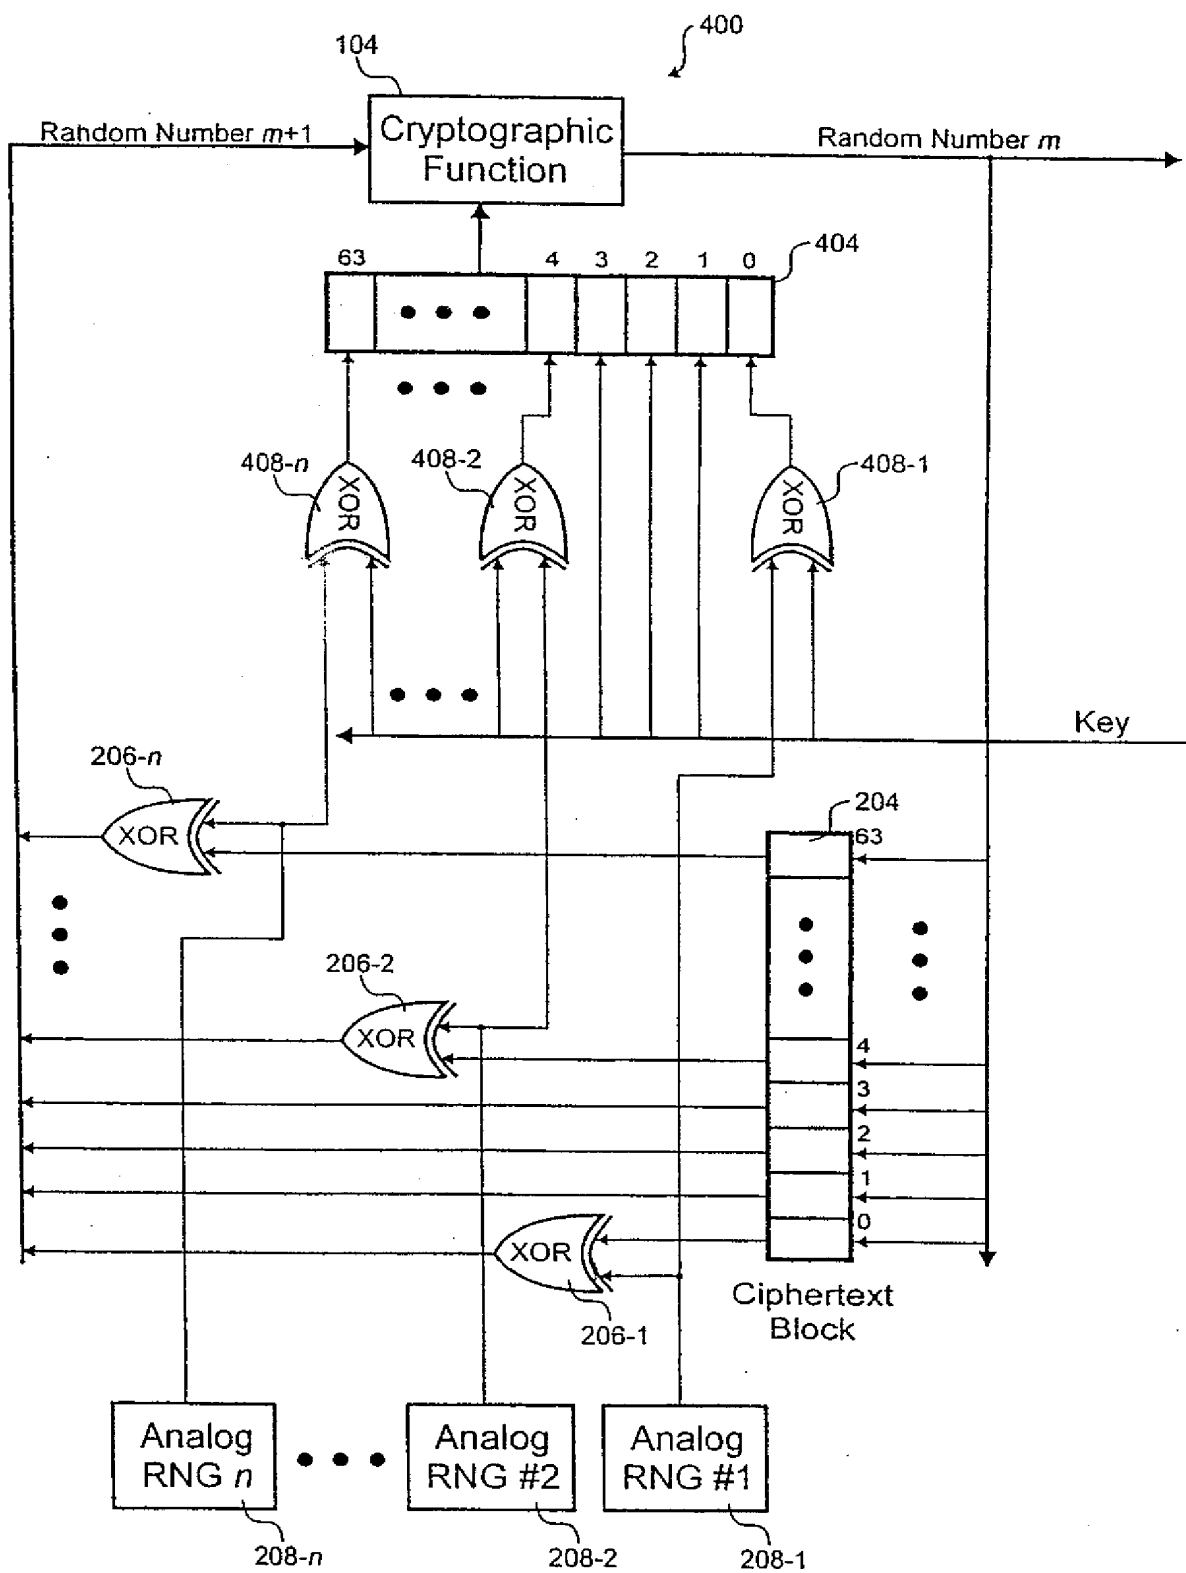 400
104
Random Number m+1
Cryptographic
Function
Random Number m
404
63 4 3 2 1 0
408-n
408-2
408-1
XOR
XOR
XOR
Key
206-n
XOR
204
63
206-2
XOR
4
3
2
1
0
XOR
206-1
Ciphertext
Block
Analog
RNG n
Analog
RNG #2
Analog
RNG #1
208-n
208-2
208-1